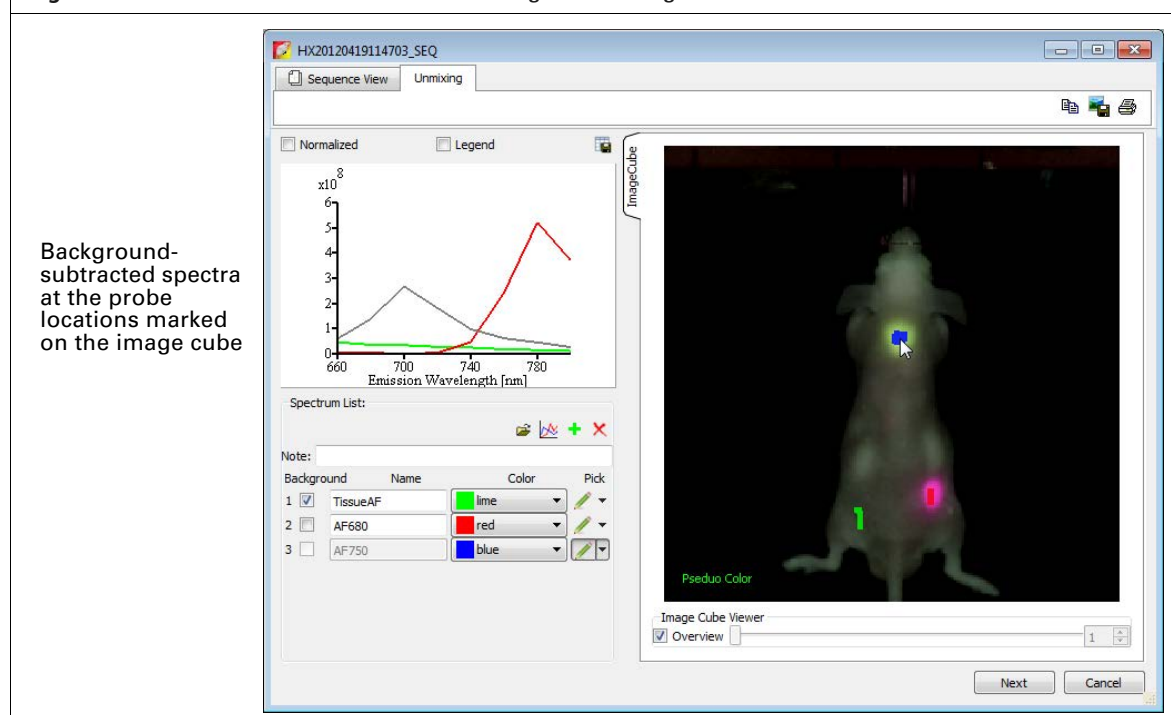 Background-
subtracted spectra
at the probe
locations marked
on the image cube
HX20120419114703_SEQ
Sequence View
Unmixing
Normalized
Legend
ImageCube
x10
8
6
5
4
3
2
1
0
660 700 740 780
Emission Wavelength [nm]
Spectrum List:
Note:
Backgrou​nd Name Color Pick
1 TissueAF lime
2 AF680 red
3 AF750 blue
Pseduo Color
Image Cube Viewer
Overview 1
Next Cancel